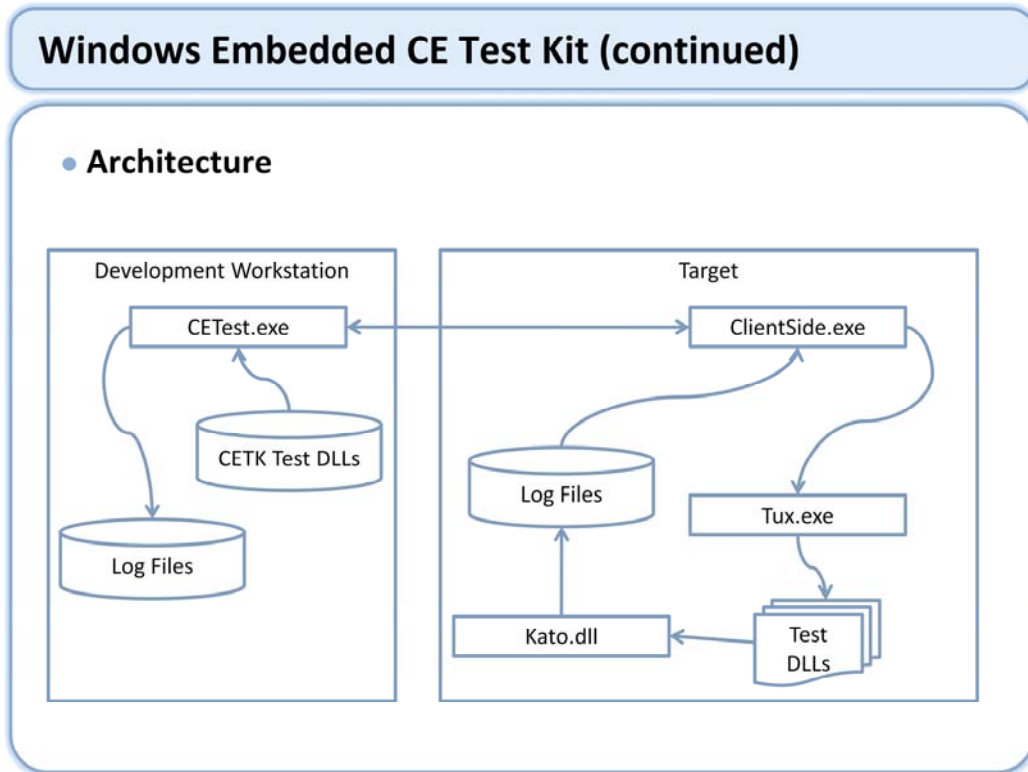 Windows Embedded CE Test Kit (continued)
• Architecture
Development Workstation
CETest.exe
CETK Test DLLs
Log Files
Target
ClientSide.exe
Log Files
Tux.exe
Kato.dll
Test
DLLs